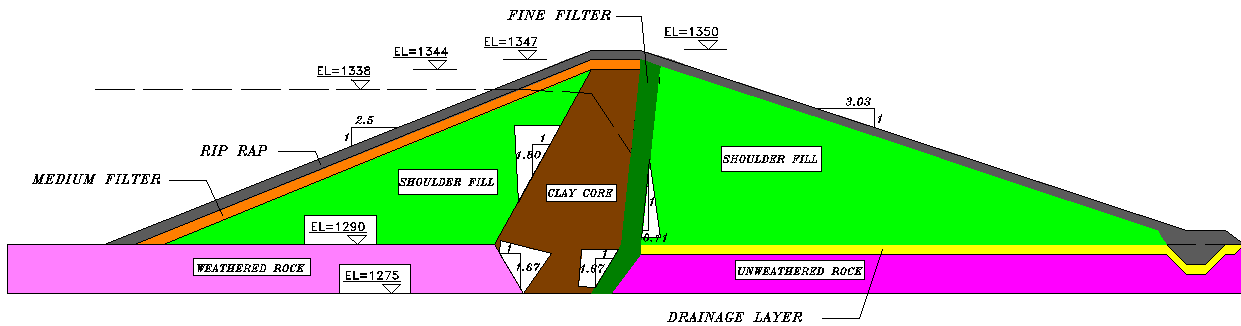 FINE FILTER
EL=1350
EL=1347
EL=1344
EL=1338
2.5
1
3.03
1
RIP RAP
MEDIUM FILTER
SHOULDER FILL
1
1.80
CLAY CORE
SHOULDER FILL
1
0.71
EL=1290
WEATHERED ROCK
EL=1275
1
1.67
1
1.67
UNWEATHERED ROCK
DRAINAGE LAYER